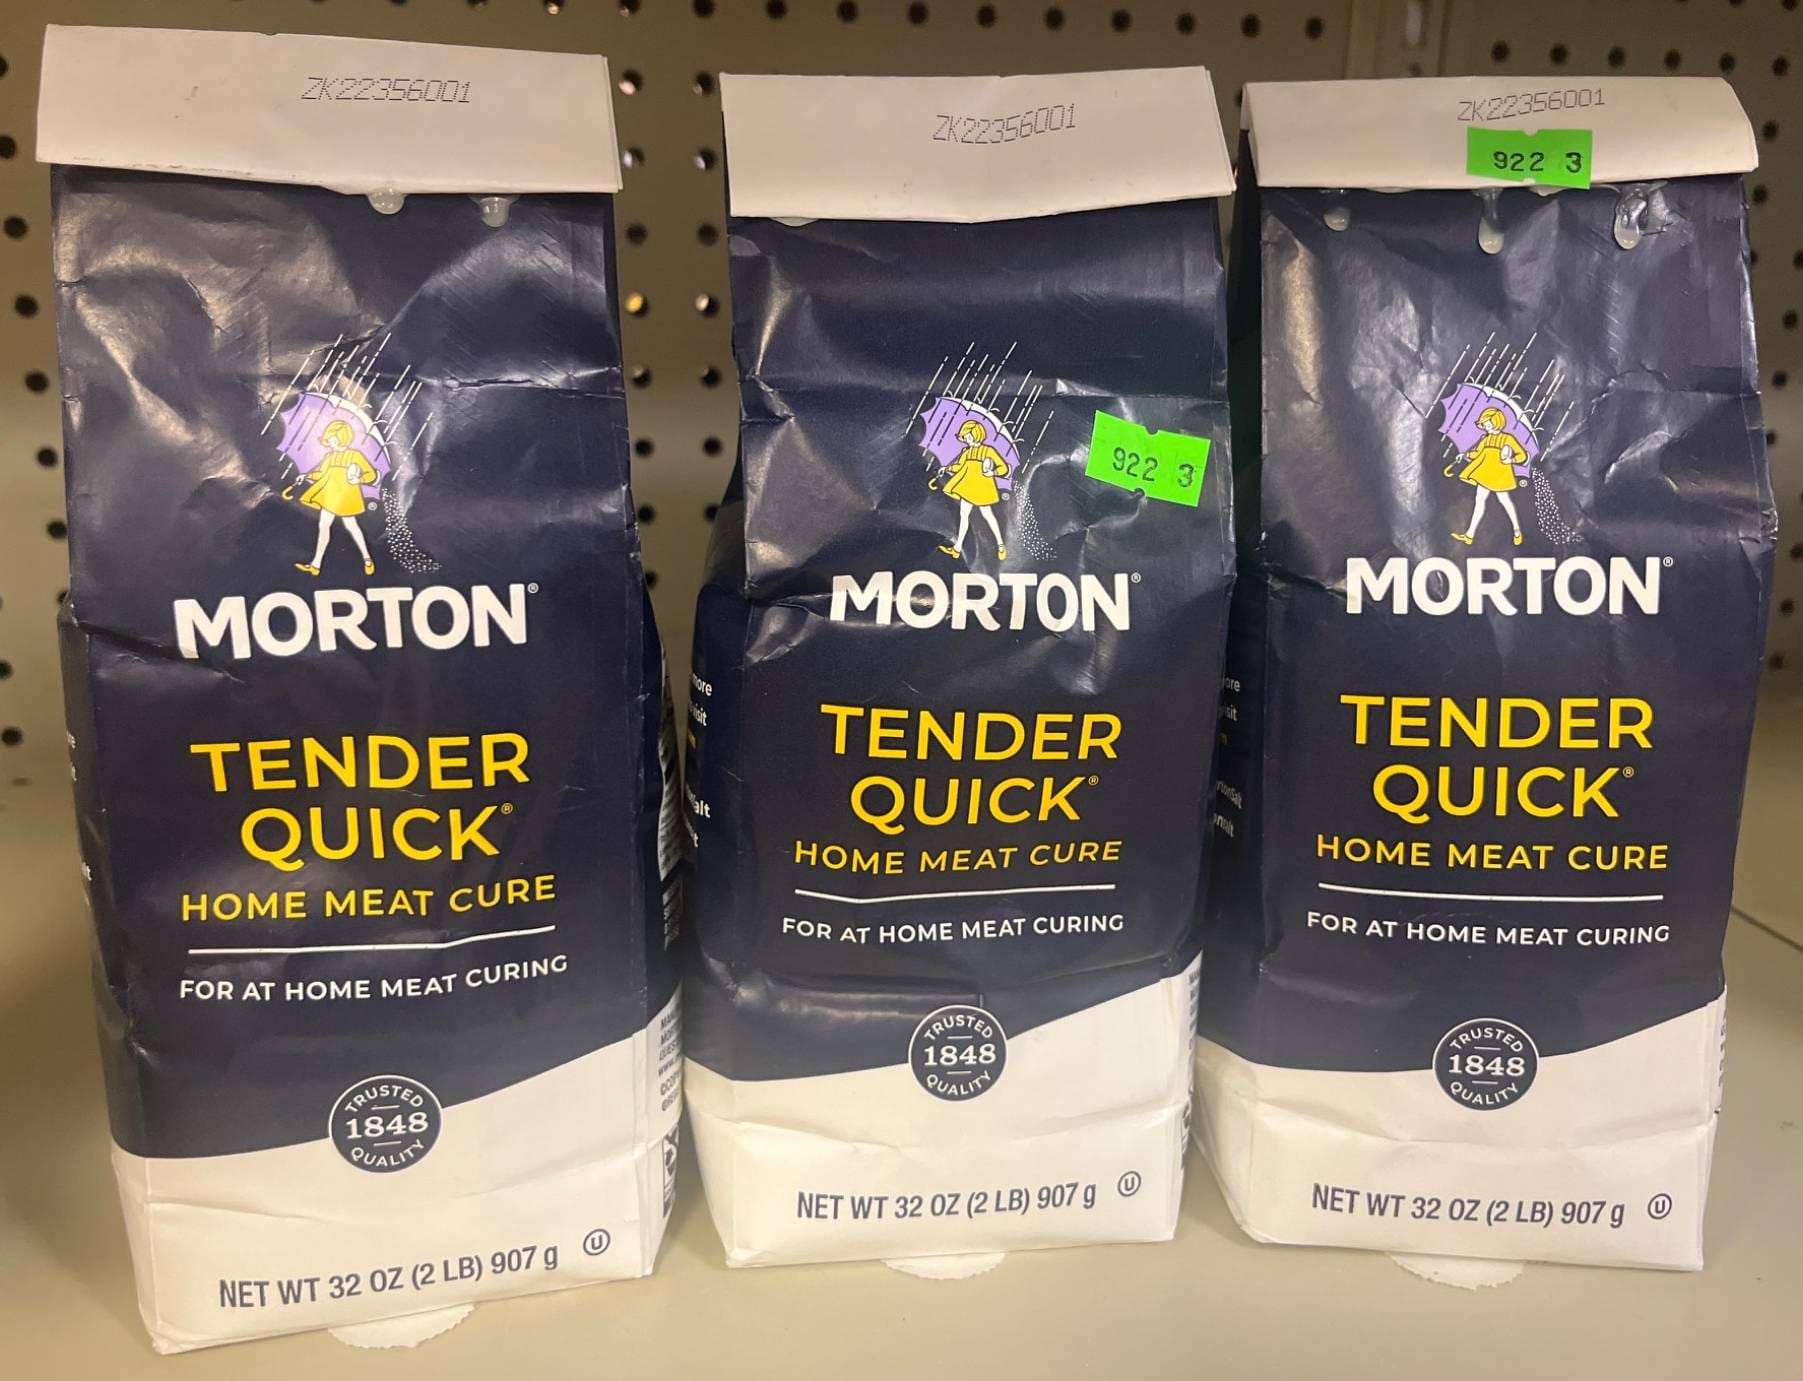 ZK22356001
MORTON®
TENDER
QUICK®
HOME MEAT CURE
FOR AT HOME MEAT CURING
TRUSTED
1848
QUALITY
NET WT 32 OZ (2 LB) 907 g U
ZK22356001
922 3
MORTON®
TENDER
QUICK®
HOME MEAT CURE
FOR AT HOME MEAT CURING
TRUSTED
1848
QUALITY
NET WT 32 OZ (2 LB) 907 g U
ZK22356001
922 3
MORTON®
TENDER
QUICK®
HOME MEAT CURE
FOR AT HOME MEAT CURING
TRUSTED
1848
QUALITY
NET WT 32 OZ (2 LB) 907 g U